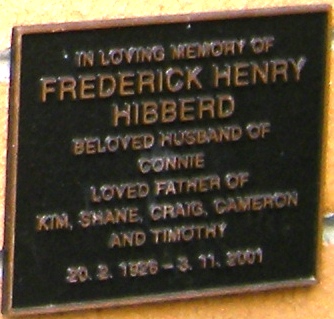 IN LOVING MEMORY OF
FREDERICK HENRY
HIBBERD
BELOVED HUSBAND OF
CONNIE
LOVED FATHER OF
KIM, SHANE, CRAIG, CAMERON
AND TIMOTHY
20. 2. 1926 – 3. 11. 2001